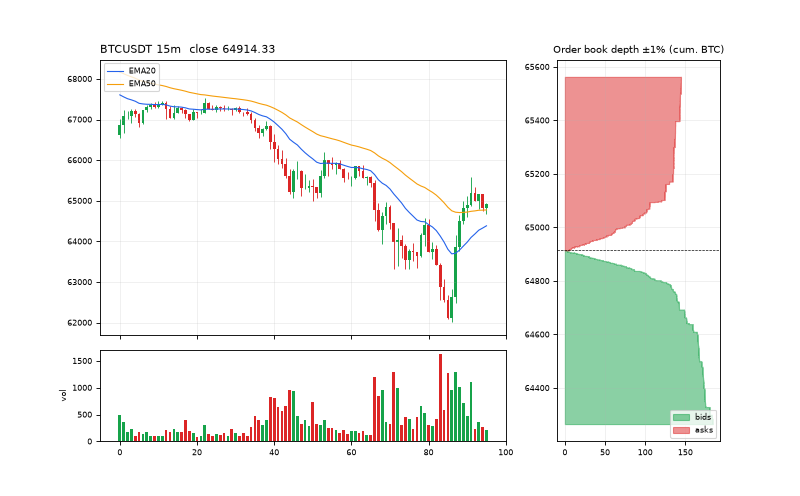 BTCUSDT 15m close 64914.33
EMA20
EMA50
68000
67000
66000
65000
64000
63000
62000
1500
1000
500
0
vol
0 20 40 60 80 100
Order book depth ±1% (cum. BTC)
65600
65400
65200
65000
64800
64600
64400
bids
asks
0 50 100 150